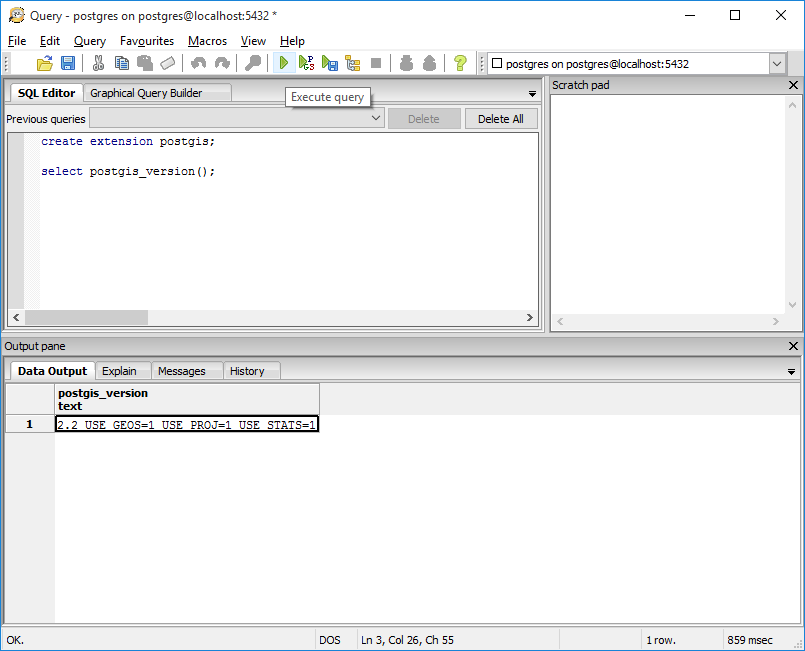 Query - postgres on postgres@localhost:5432 *
File Edit Query Favourites Macros View Help
postgres on postgres@localhost:5432
SQL Editor Graphical Query Builder
Execute query
Scratch pad
Previous queries Delete Delete All
create extension postgis;
select postgis_version();
Output pane
Data Output Explain Messages History
postgis_version
text
1 2.2 USE_GEOS=1 USE_PROJ=1 USE_STATS=1
OK. DOS Ln 3, Col 26, Ch 55 1 row. 859 msec